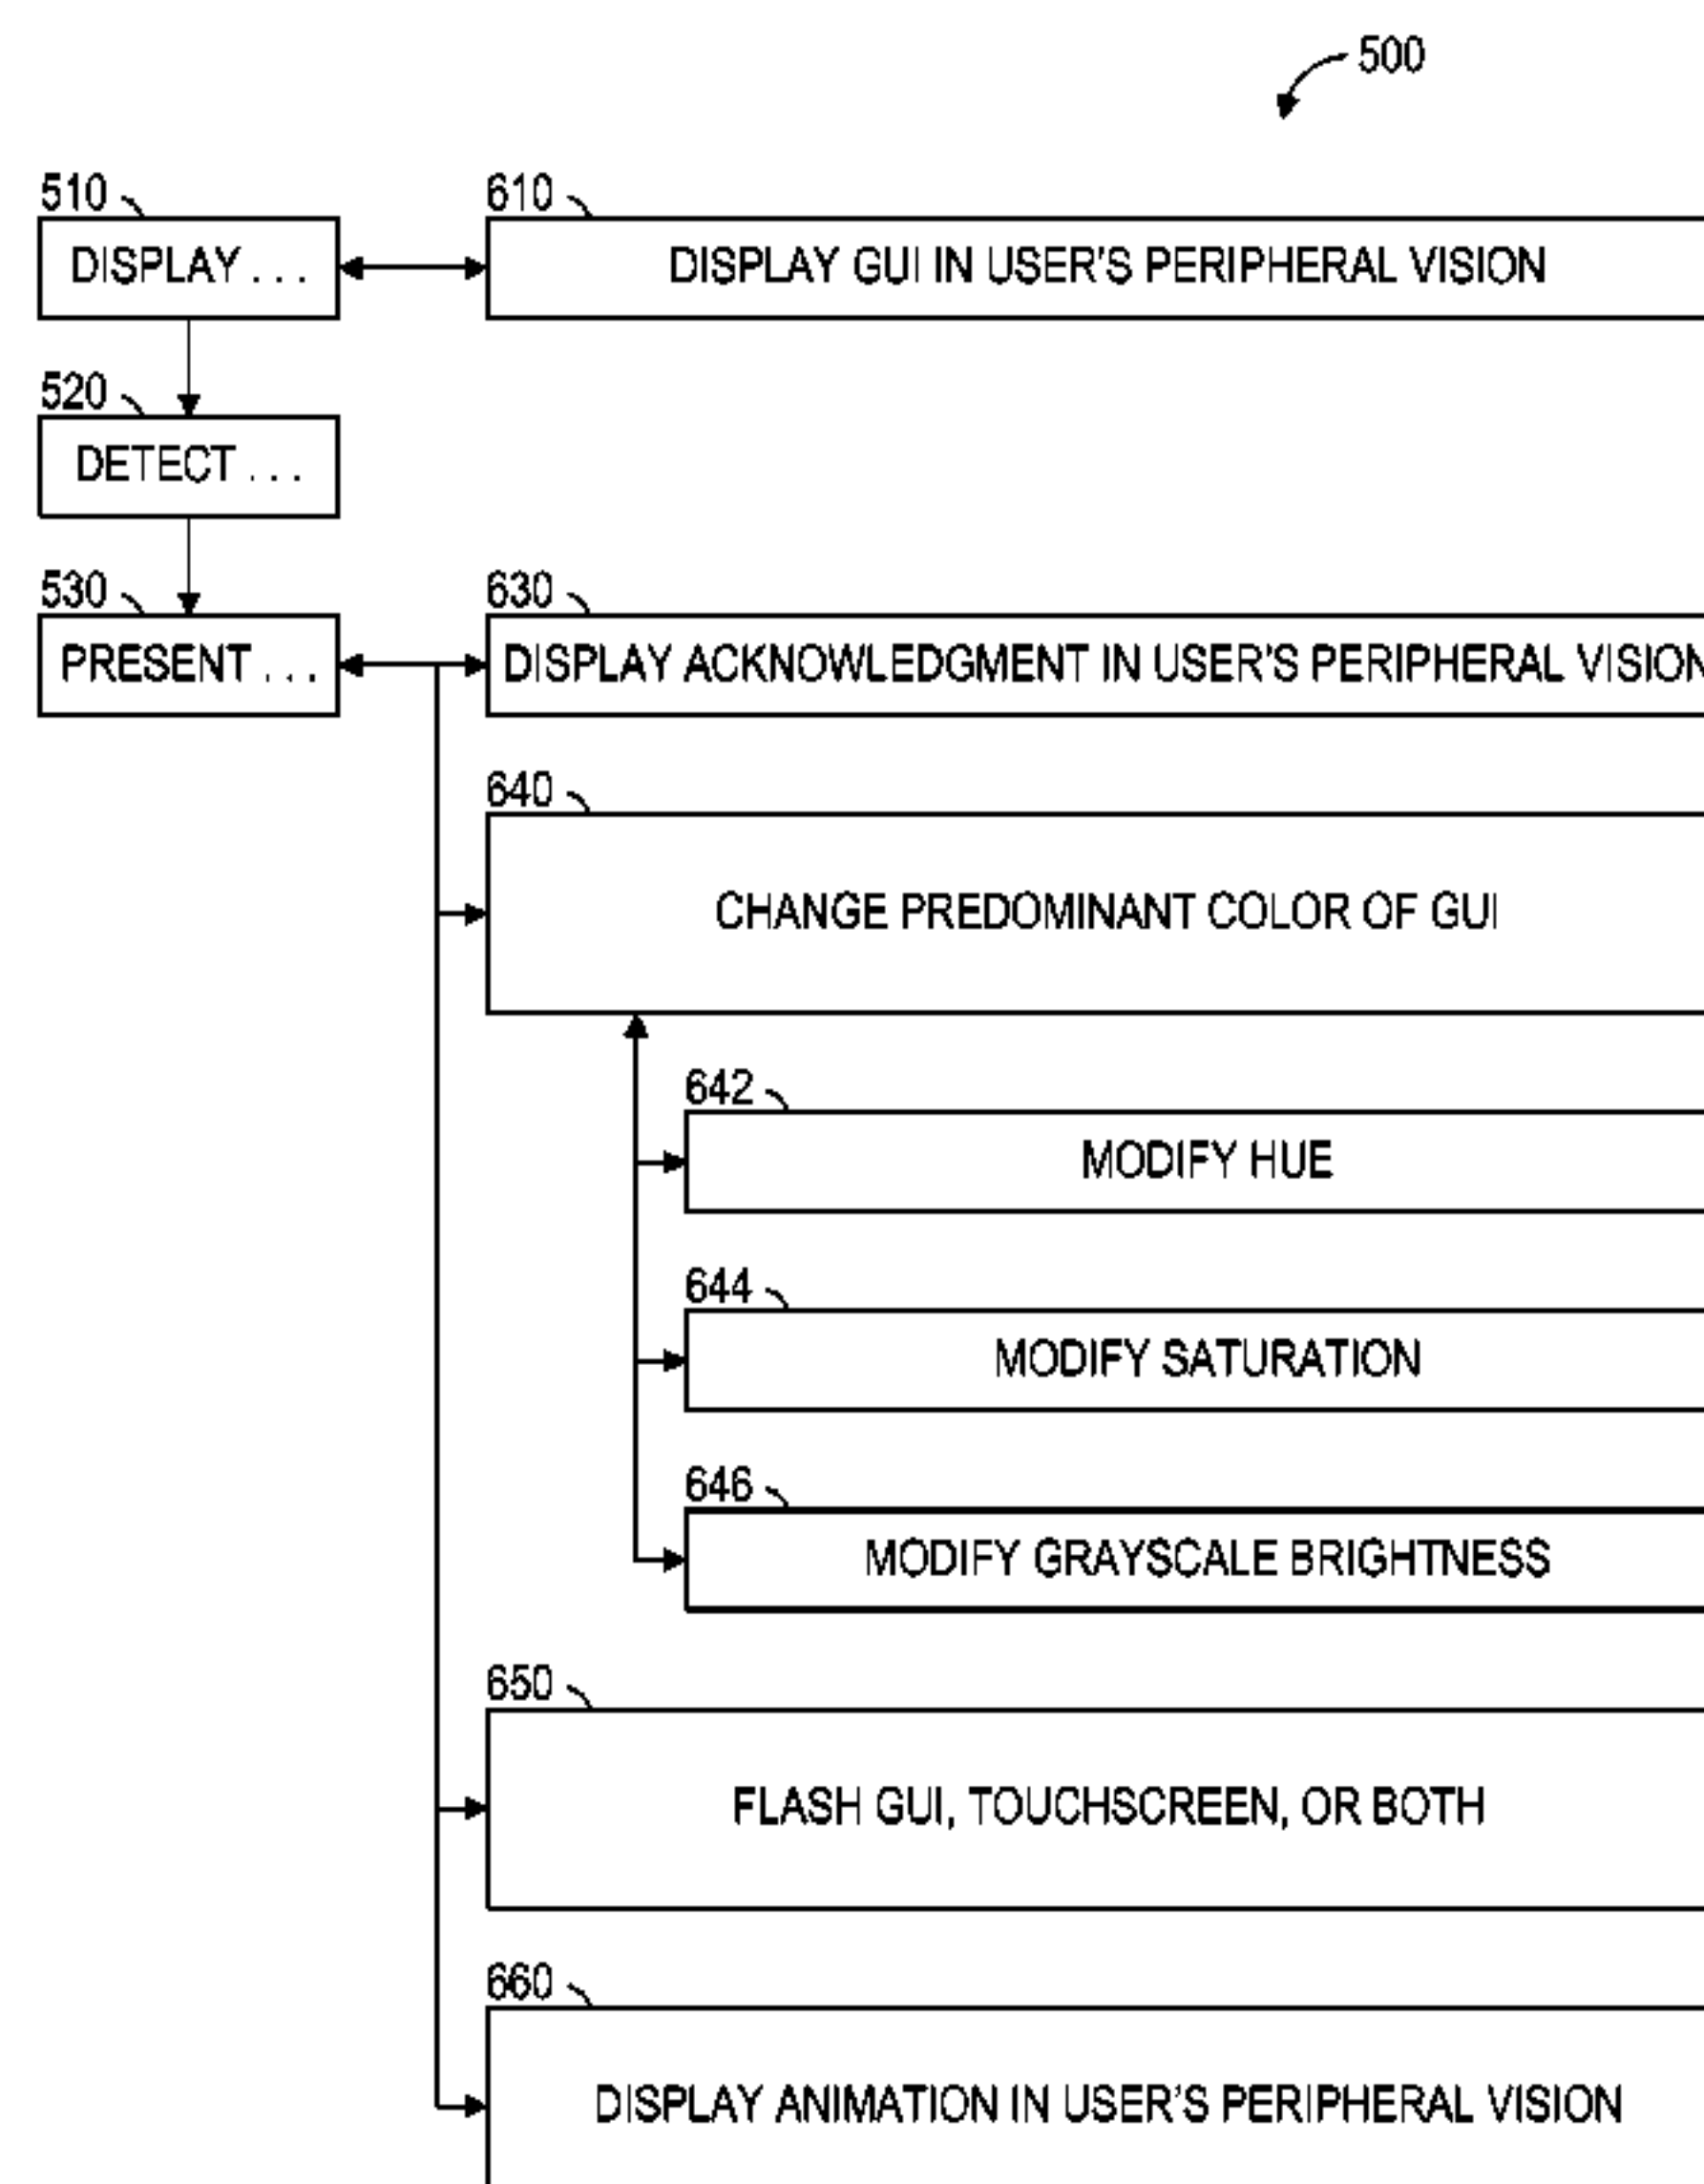 500
510
610
DISPLAY . . .
DISPLAY GUI IN USER'S PERIPHERAL VISION
520
DETECT . . .
530
630
PRESENT . . .
DISPLAY ACKNOWLEDGMENT IN USER'S PERIPHERAL VISION
640
CHANGE PREDOMINANT COLOR OF GUI
642
MODIFY HUE
644
MODIFY SATURATION
646
MODIFY GRAYSCALE BRIGHTNESS
650
FLASH GUI, TOUCHSCREEN, OR BOTH
660
DISPLAY ANIMATION IN USER'S PERIPHERAL VISION